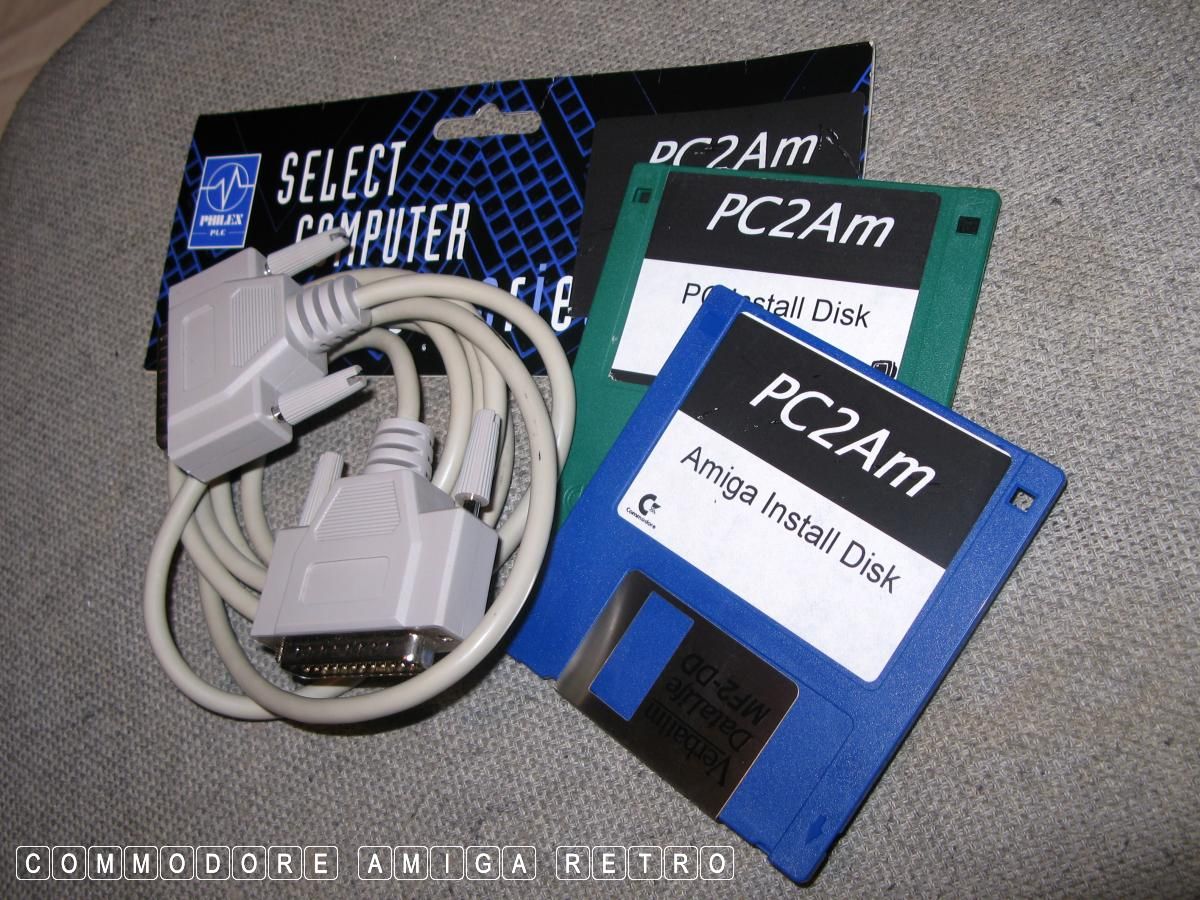 PHILEX
PLC
SELECT
COMPUTER
PC2Am
PC2Am
PC Install Disk
PC2Am
Amiga Install Disk
Commodore
Verbatim
DataLife
MF2-DD
COMMODORE AMIGA RETRO